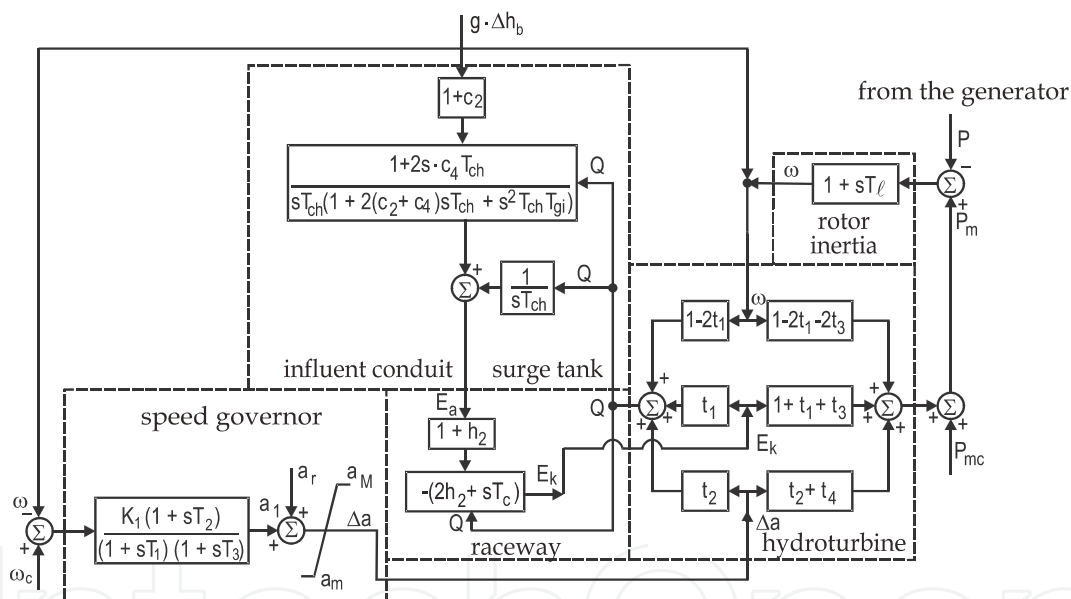 g · Δh_b
1+c_2
from the generator
P
−
ω
1 + sT_ℓ
Σ
+
P_m
rotor
inertia
1+2s · c_4 T_ch
sT_ch(1 + 2(c_2 + c_4)sT_ch + s^2 T_ch T_gi)
Q
+
Σ
1
sT_ch
Q
ω
1-2t_1
1-2t_1-2t_3
influent conduit
surge tank
speed governor
E_a
1 + h_2
Q
+
+
+
Σ
t_1
1+ t_1 + t_3
+
+
+
Σ
+
Σ
+
E_k
P_mc
-(2h_2 + sT_c)
E_k
Q
raceway
t_2
t_2 + t_4
Δa
hydroturbine
ω
−
Σ
+
ω_c
K_1 (1 + sT_2)
(1 + sT_1) (1 + sT_3)
a_1
a_r
+
Σ
+
a_M
Δa
a_m